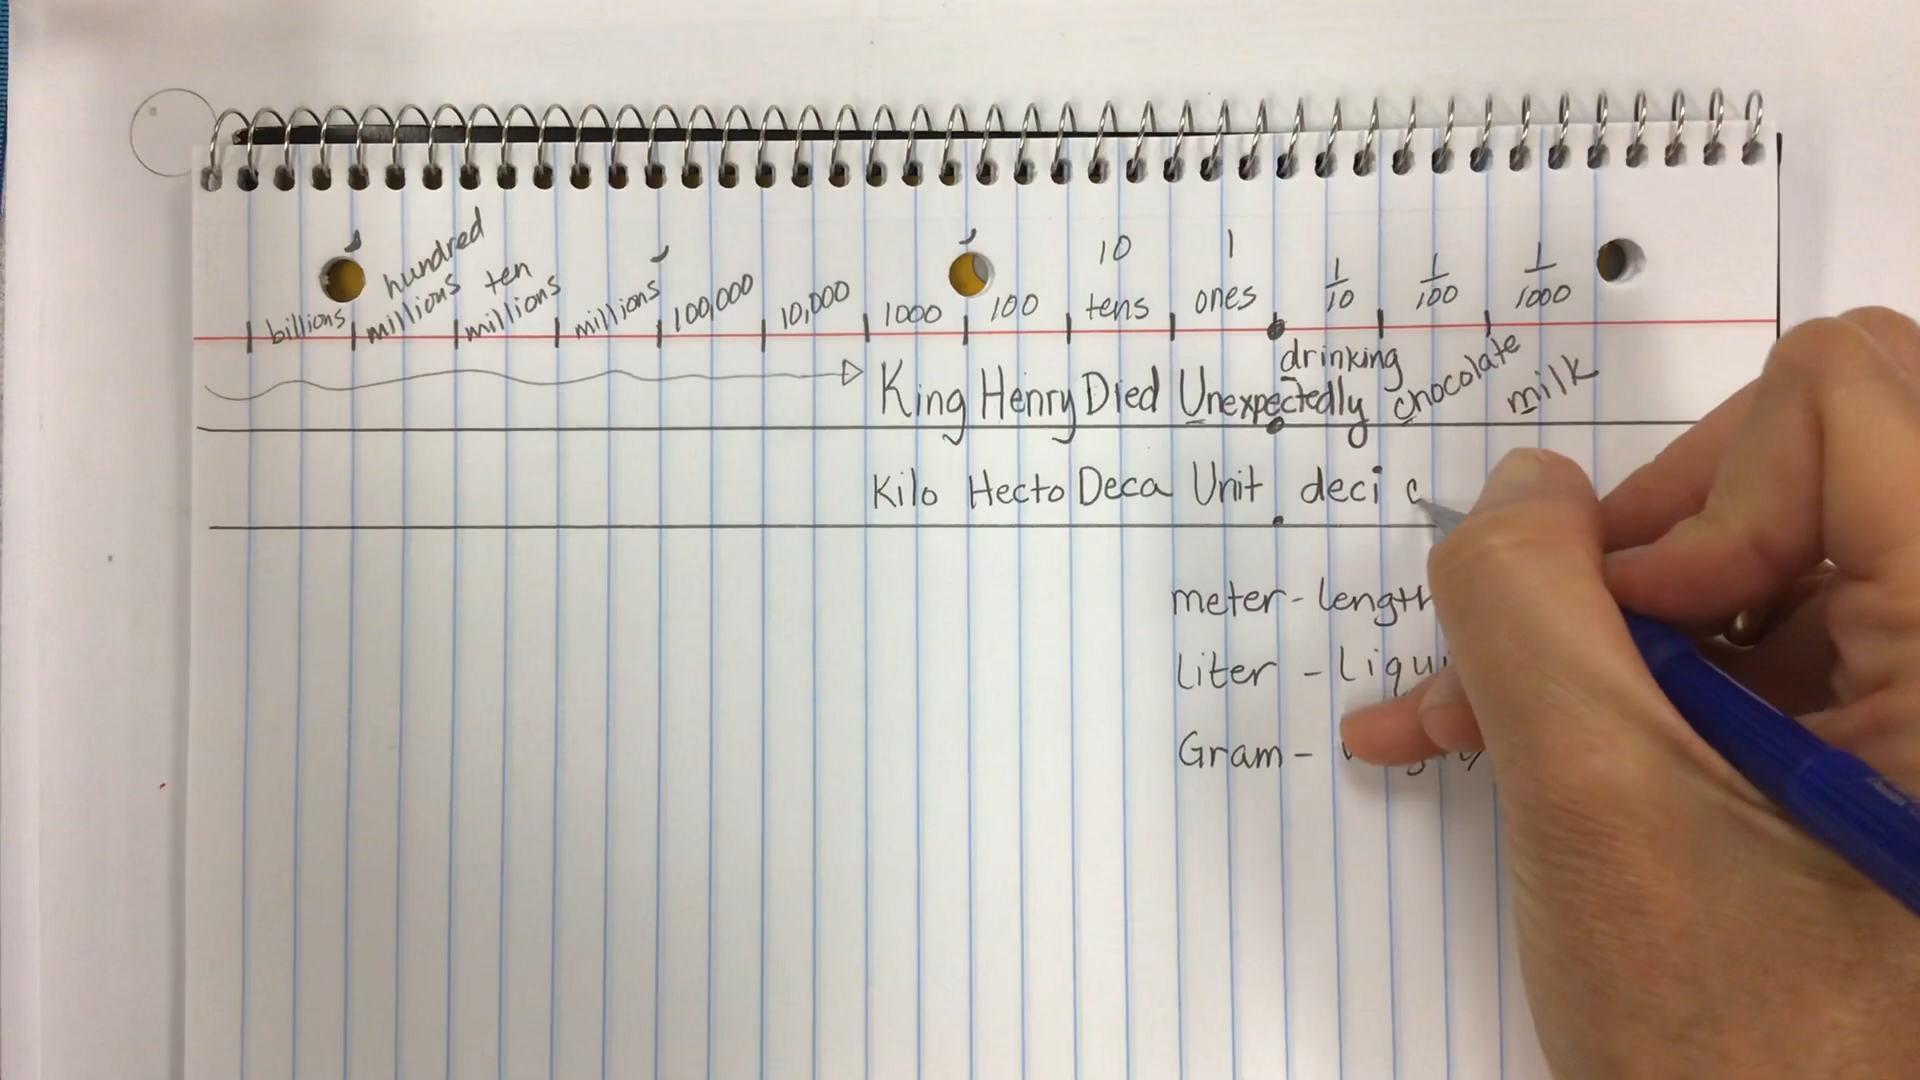 10 1
billions hundred millions ten millions millions 100,000 10,000 1000 100 tens ones 1/10 1/100 1/1000
King Henry Died Unexpectedly drinking chocolate milk
Kilo Hecto Deca Unit . deci c
meter - length
Liter - Liqui
Gram -